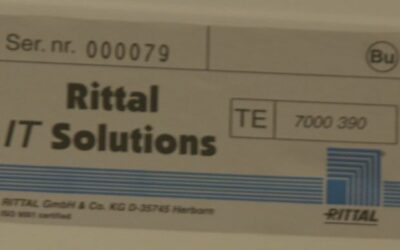 Ser. nr. 000079
Bu
Rittal
IT Solutions
TE 7000 390
RITTAL GmbH & Co. KG D-35745 Herborn
ISO 9001 certified
RITTAL